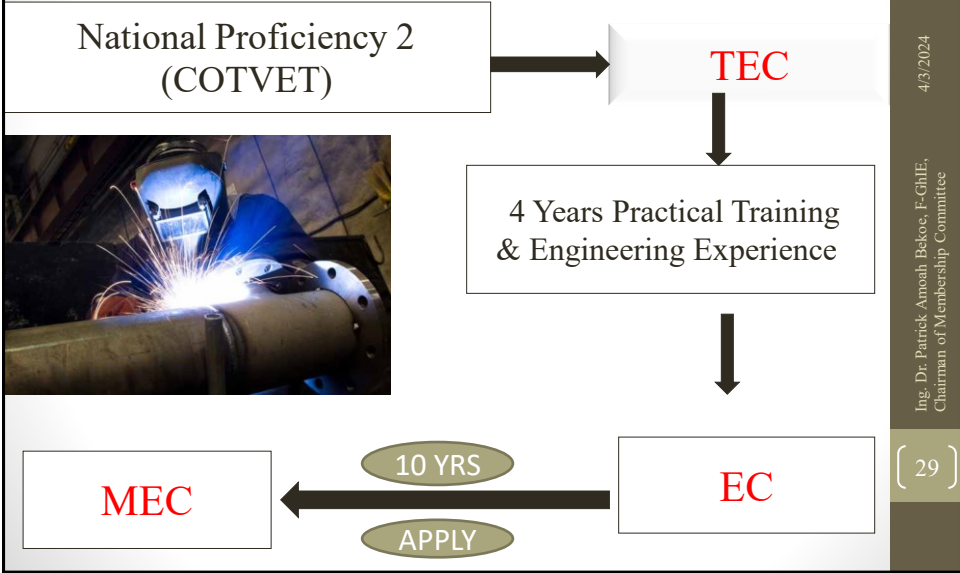 National Proficiency 2
(COTVET)
TEC
4 Years Practical Training
& Engineering Experience
EC
10 YRS
APPLY
MEC
4/3/2024
Ing. Dr. Patrick Amoah Bekoe, F-GhIE,
Chairman of Membership Committee
29